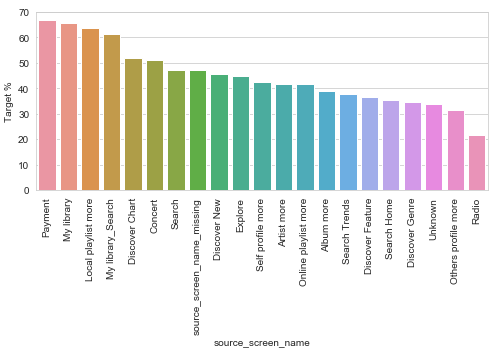 70
60
50
40
30
20
10
0
Target %
Payment
My library
Local playlist more
My library_Search
Discover Chart
Concert
Search
source_screen_name_missing
Discover New
Explore
Self profile more
Artist more
Online playlist more
Album more
Search Trends
Discover Feature
Search Home
Discover Genre
Unknown
Others profile more
Radio
source_screen_name